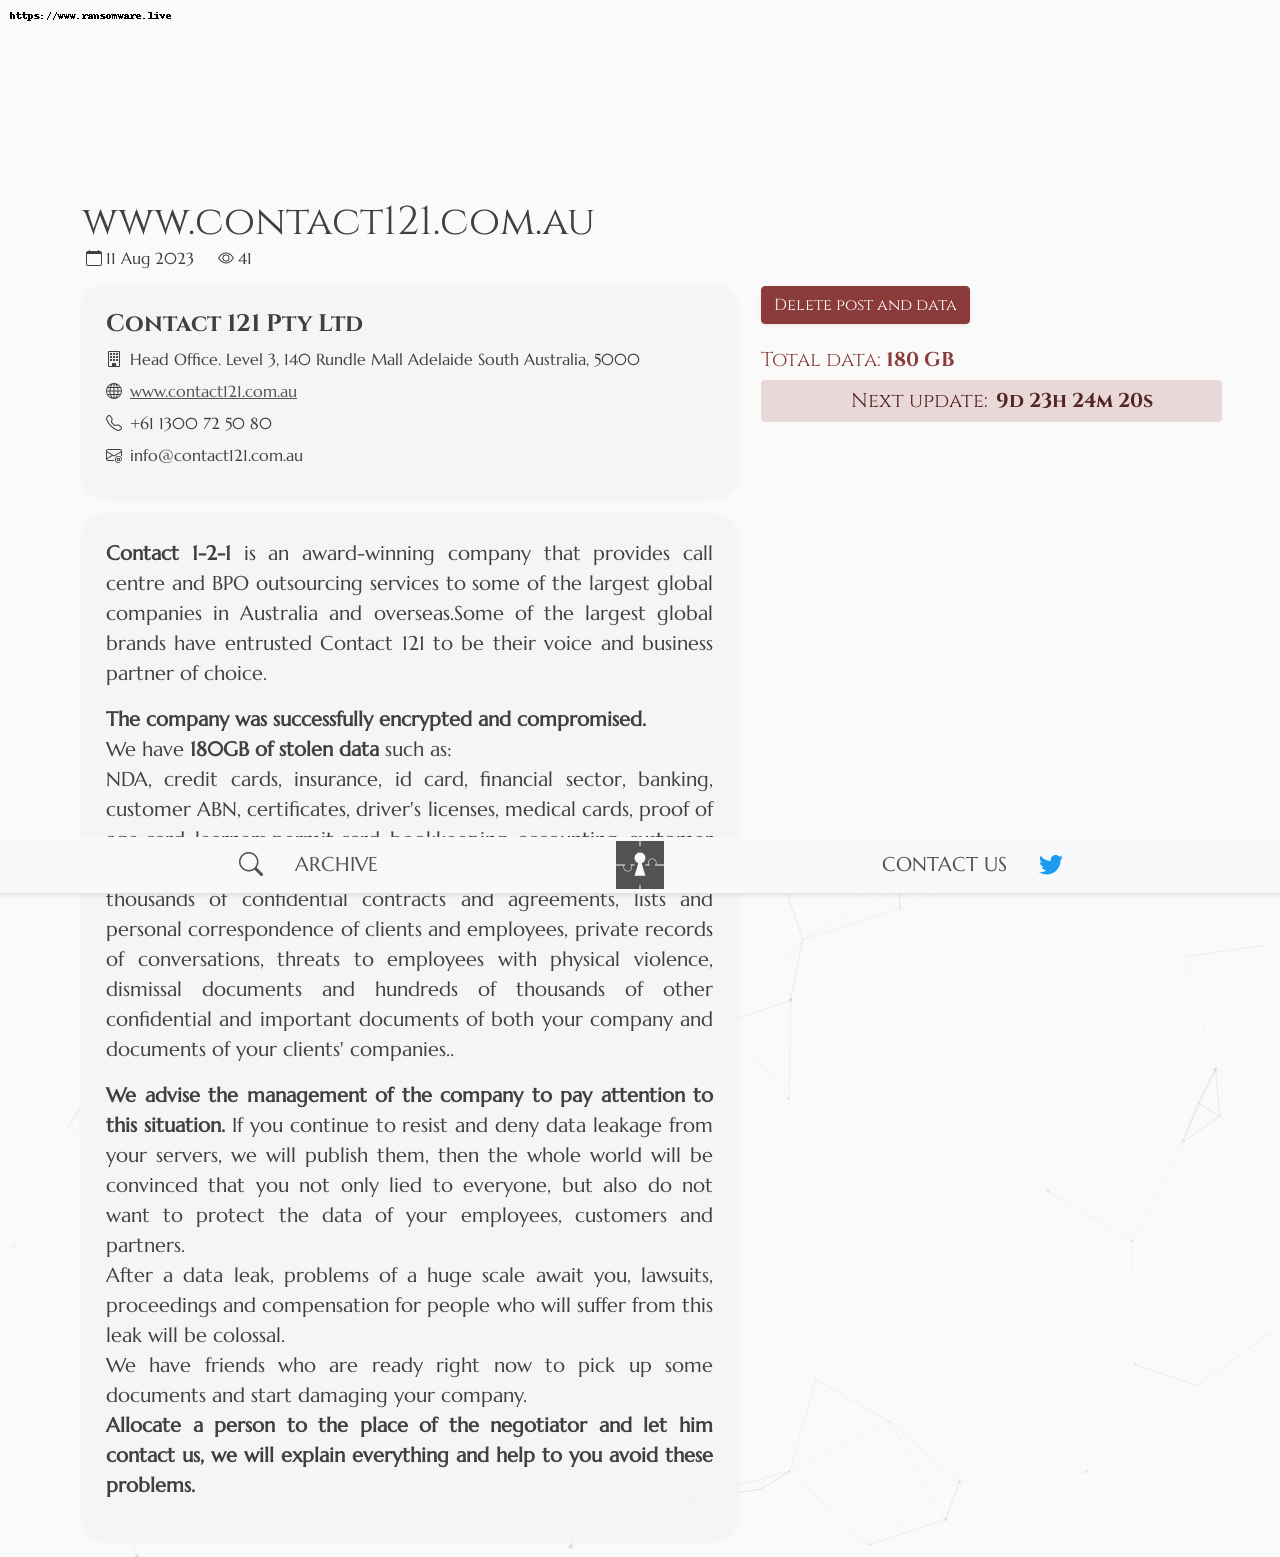 https://www.ransomware.live
www.contact121.com.au
11 Aug 2023 41
Contact 121 Pty Ltd
Head Office. Level 3, 140 Rundle Mall Adelaide South Australia, 5000
www.contact121.com.au
+61 1300 72 50 80
info@contact121.com.au
Delete post and data
Total data: 180 GB
Next update: 9d 23h 24m 20s
Contact 1-2-1 is an award-winning company that provides call
centre and BPO outsourcing services to some of the largest global
companies in Australia and overseas.Some of the largest global
brands have entrusted Contact 121 to be their voice and business
partner of choice.
The company was successfully encrypted and compromised.
We have 180GB of stolen data such as:
NDA, credit cards, insurance, id card, financial sector, banking,
customer ABN, certificates, driver's licenses, medical cards, proof of
age card, learners permit card, bookkeeping, accounting, customer
ARCHIVE
CONTACT US
thousands of confidential contracts and agreements, lists and
personal correspondence of clients and employees, private records
of conversations, threats to employees with physical violence,
dismissal documents and hundreds of thousands of other
confidential and important documents of both your company and
documents of your clients' companies..
We advise the management of the company to pay attention to
this situation. If you continue to resist and deny data leakage from
your servers, we will publish them, then the whole world will be
convinced that you not only lied to everyone, but also do not
want to protect the data of your employees, customers and
partners.
After a data leak, problems of a huge scale await you, lawsuits,
proceedings and compensation for people who will suffer from this
leak will be colossal.
We have friends who are ready right now to pick up some
documents and start damaging your company.
Allocate a person to the place of the negotiator and let him
contact us, we will explain everything and help to you avoid these
problems.